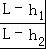 L - h₁
L - h₂